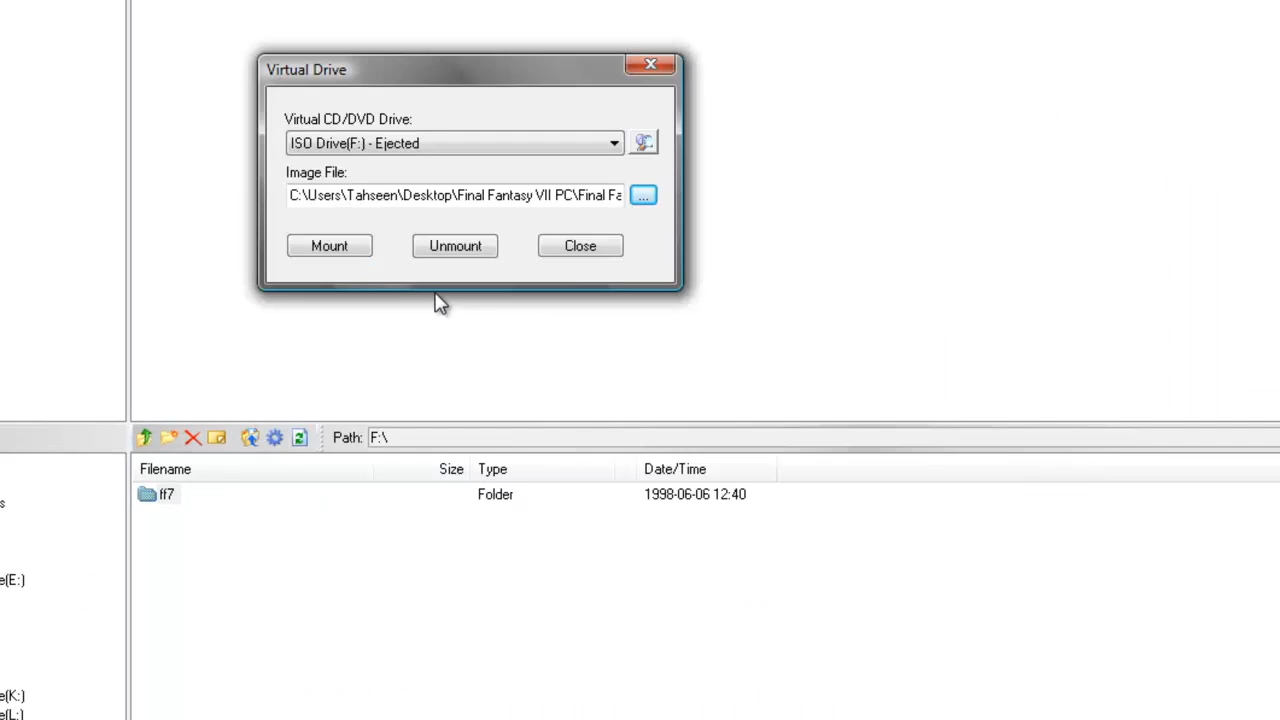 Virtual Drive
Virtual CD/DVD Drive:
ISO Drive(F:) - Ejected
Image File:
C:\Users\Tahseen\Desktop\Final Fantasy VII PC\Final Fa
...
Mount Unmount Close
Path: F:\
Filename Size Type Date/Time
ff7 Folder 1998-06-06 12:40
s
e(E:)
e(K:)
e(L:)